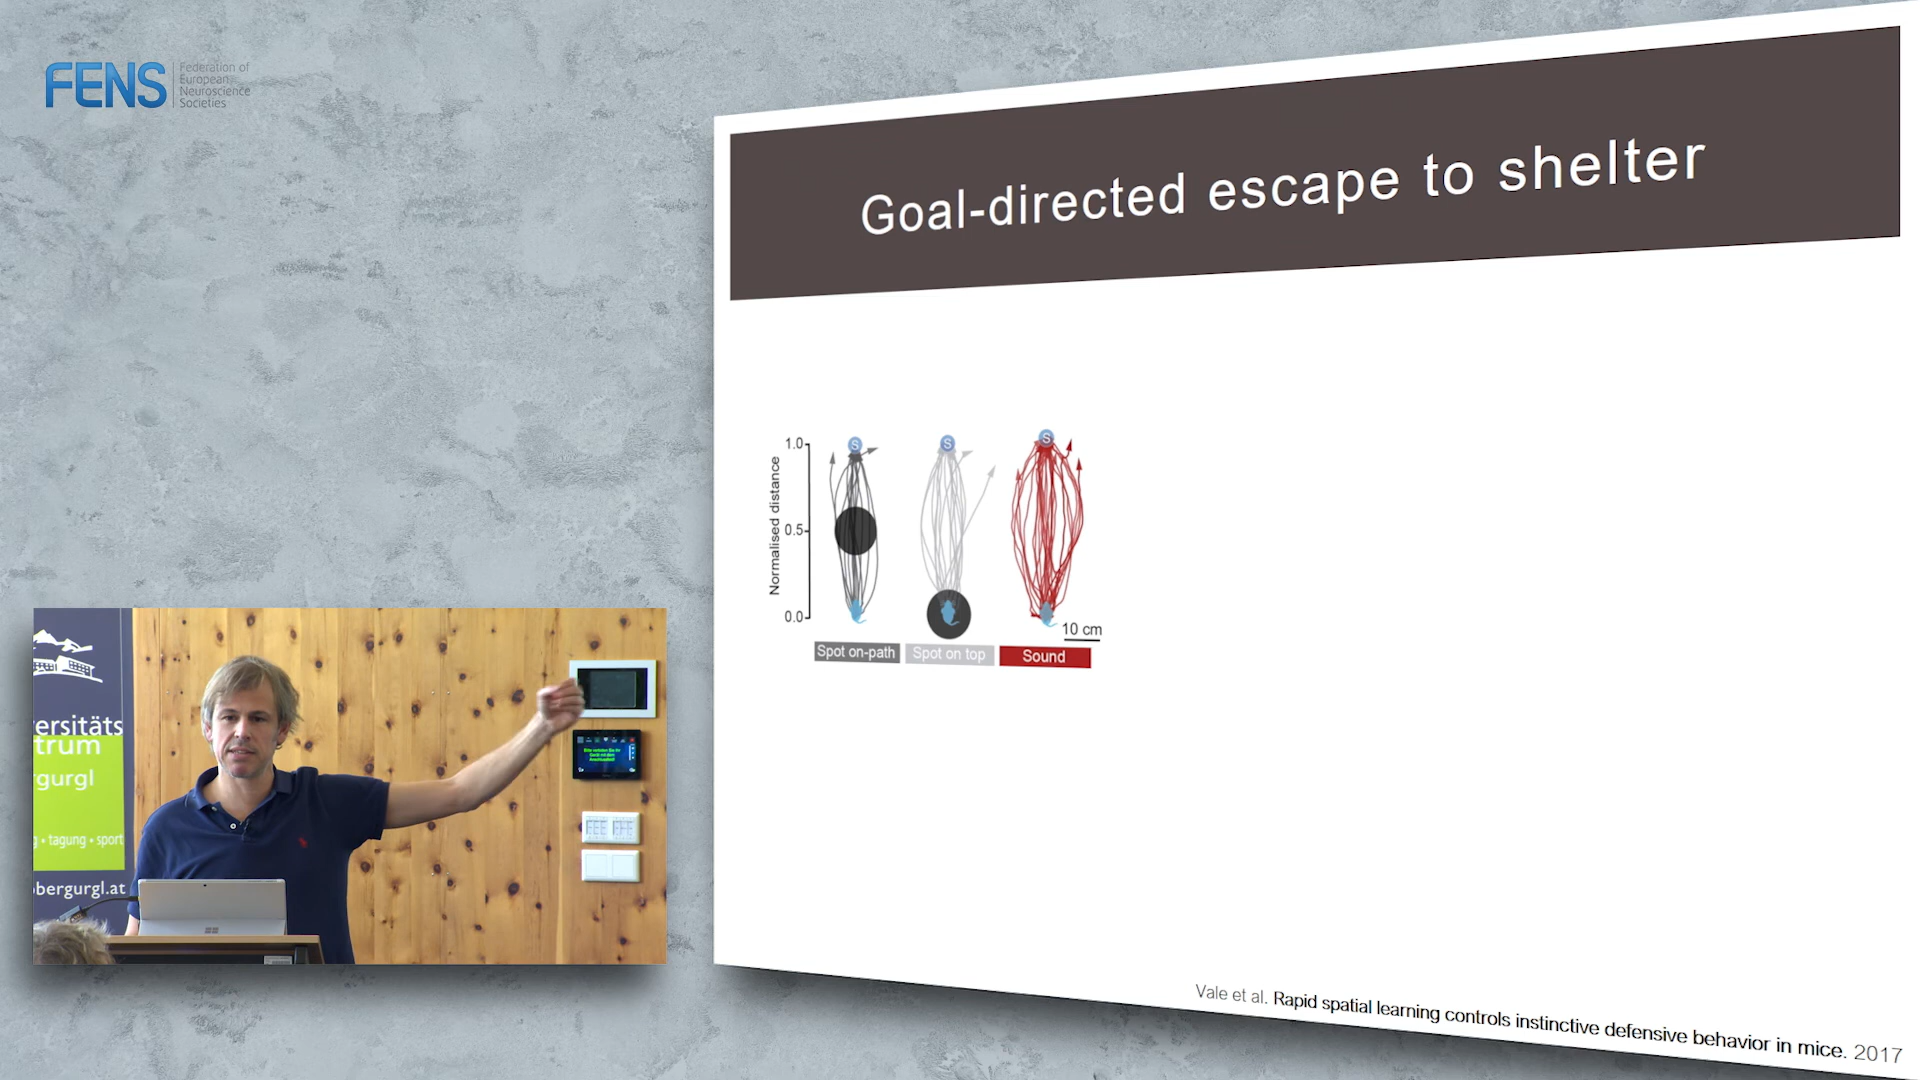 FENS
Federation of
European
Neuroscience
Societies
Goal-directed escape to shelter
Normalised distance
1.0
0.5
0.0
S
S
S
10 cm
Spot on-path
Spot on top
Sound
Vale et al. Rapid spatial learning controls instinctive defensive behavior in mice. 2017
ersitäts
trum
gurgl
g • tagung • sport
bergurgl.at